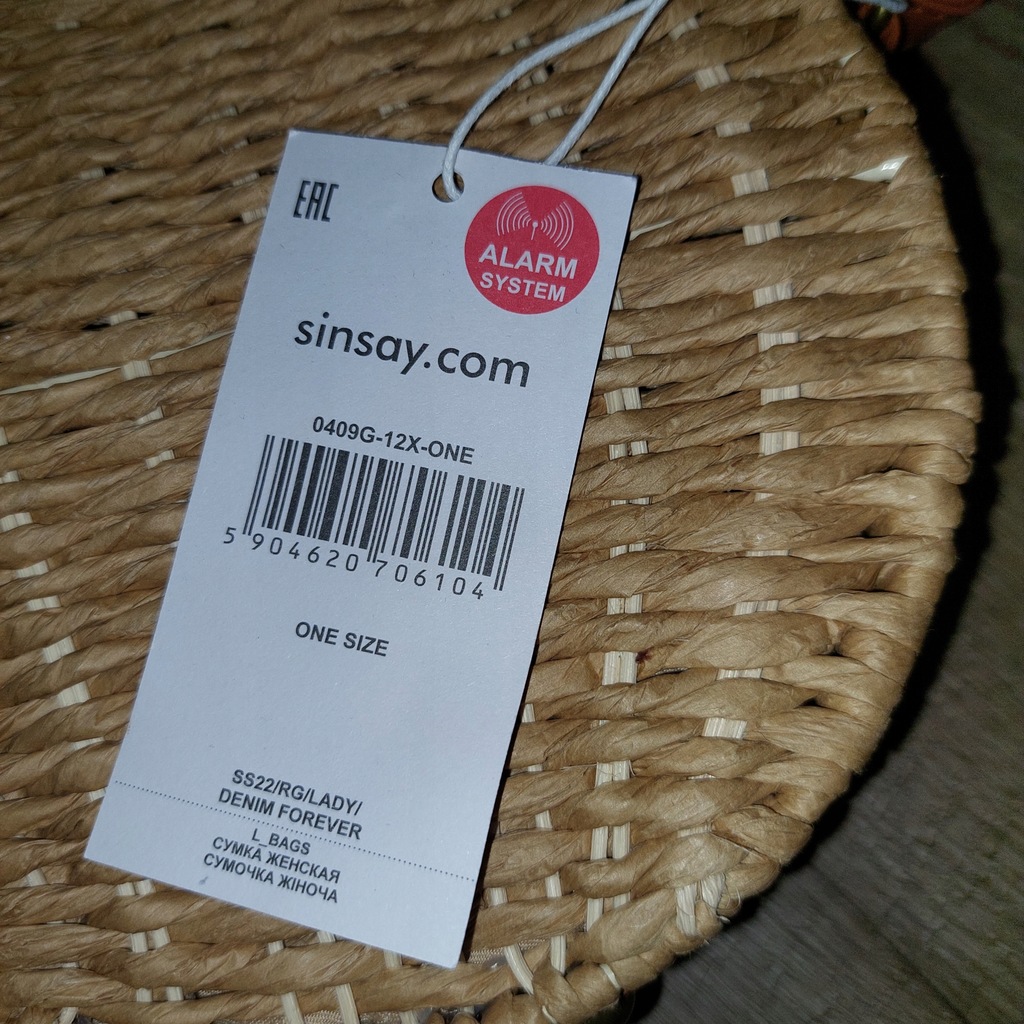 EAC
ALARM
SYSTEM
sinsay.com
0409G-12X-ONE
5 904620 706104
ONE SIZE
SS22/RG/LADY/
DENIM FOREVER
L_BAGS
СУМКА ЖЕНСКАЯ
СУМОЧКА ЖІНОЧА